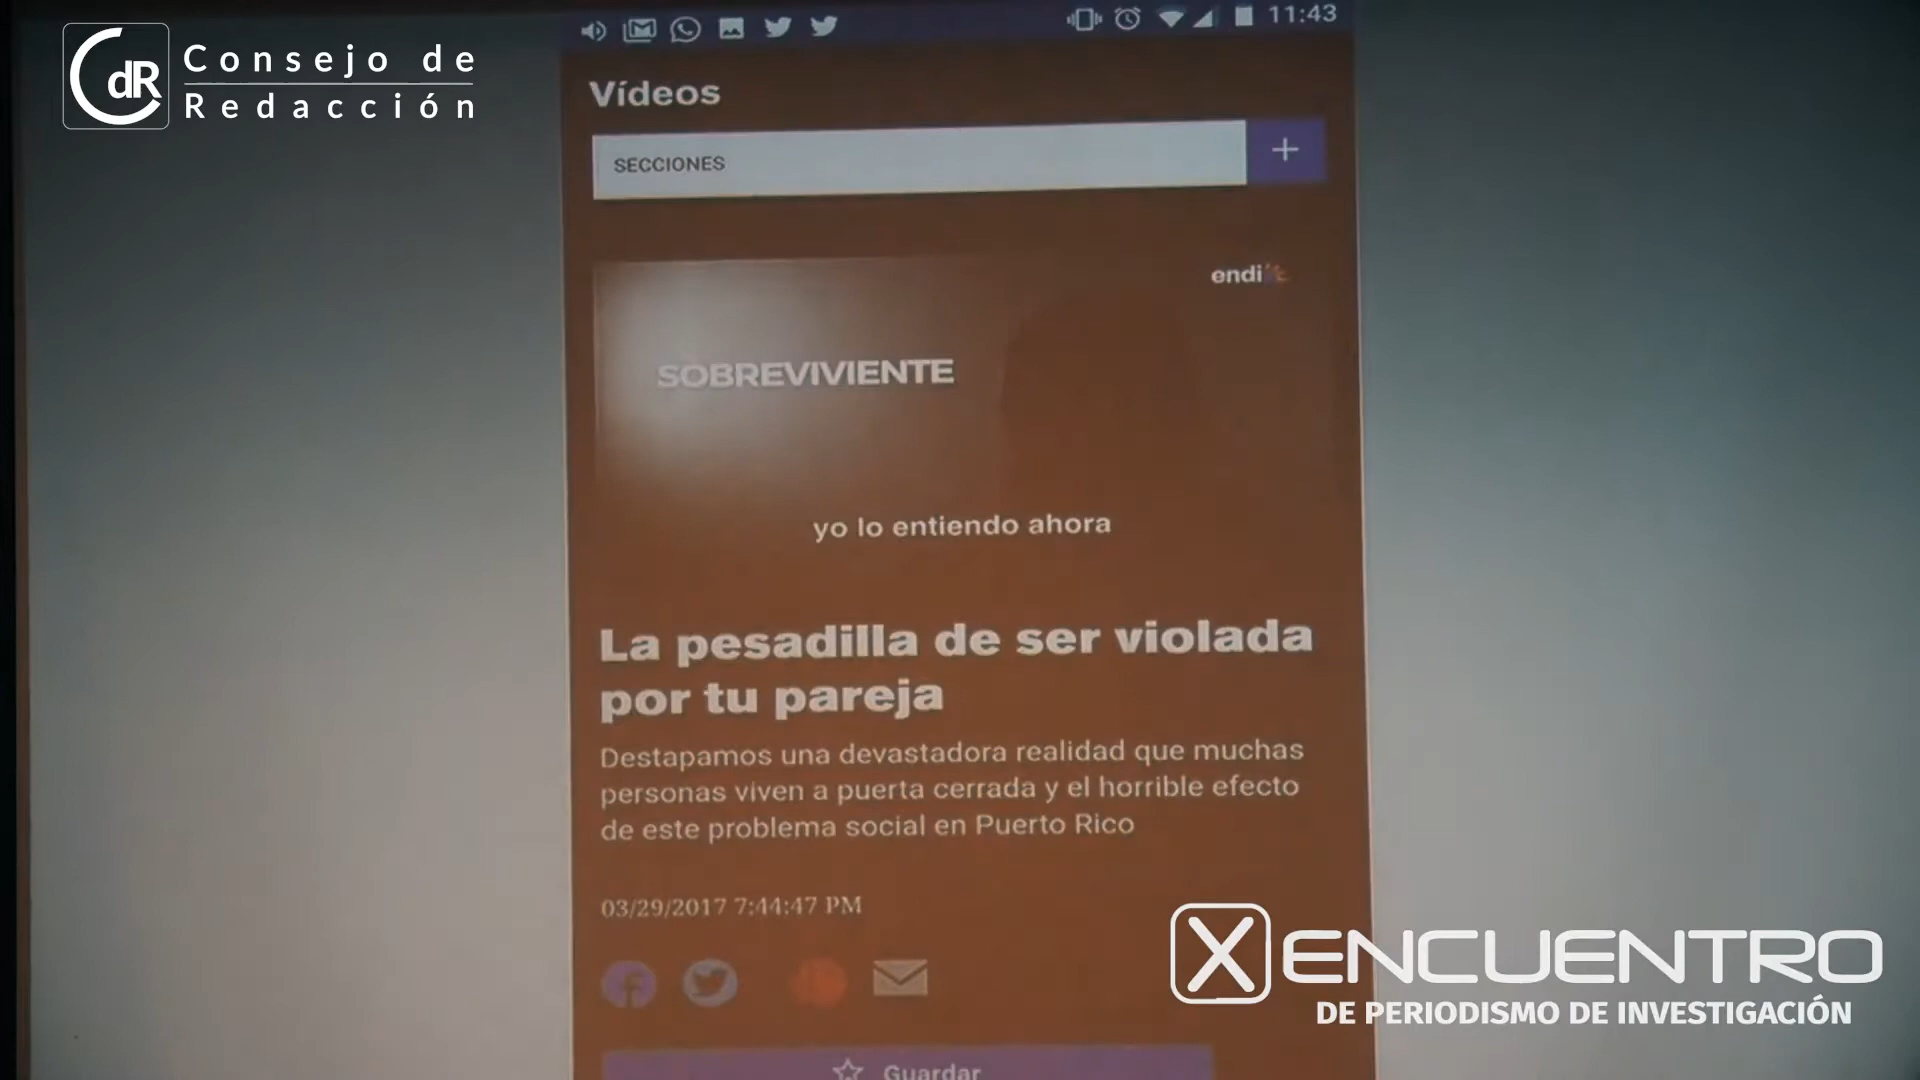 CdR Consejo de
Redacción
11:43
Vídeos
SECCIONES
+
endi
SOBREVIVIENTE
yo lo entiendo ahora
La pesadilla de ser violada
por tu pareja
Destapamos una devastadora realidad que muchas
personas viven a puerta cerrada y el horrible efecto
de este problema social en Puerto Rico
03/29/2017 7:44:47 PM
Guardar
X ENCUENTRO
DE PERIODISMO DE INVESTIGACIÓN